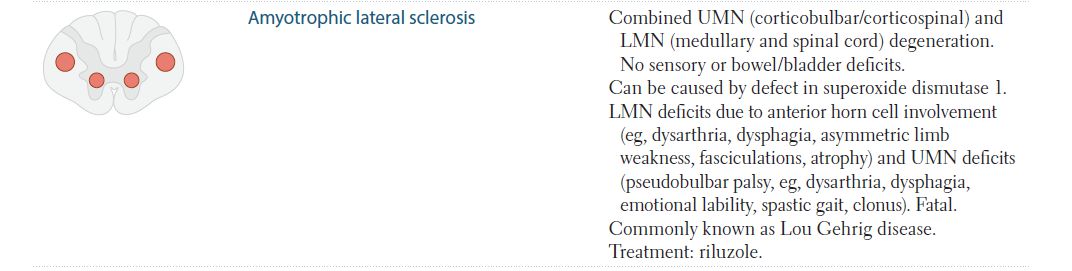 Amyotrophic lateral sclerosis
Combined UMN (corticobulbar/corticospinal) and
LMN (medullary and spinal cord) degeneration.
No sensory or bowel/bladder deficits.
Can be caused by defect in superoxide dismutase 1.
LMN deficits due to anterior horn cell involvement
(eg, dysarthria, dysphagia, asymmetric limb
weakness, fasciculations, atrophy) and UMN deficits
(pseudobulbar palsy, eg, dysarthria, dysphagia,
emotional lability, spastic gait, clonus). Fatal.
Commonly known as Lou Gehrig disease.
Treatment: riluzole.